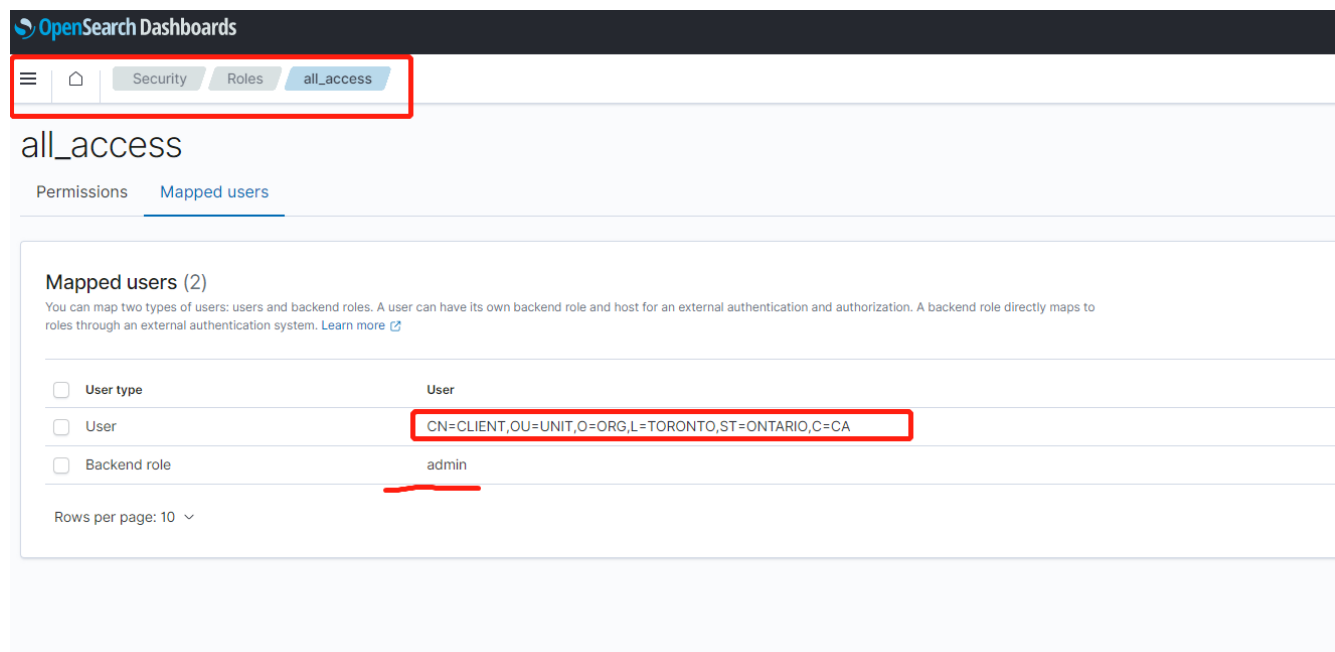 OpenSearch Dashboards
Security Roles all_access
all_access
Permissions Mapped users
Mapped users (2)
You can map two types of users: users and backend roles. A user can have its own backend role and host for an external authentication and authorization. A backend role directly maps to
roles through an external authentication system. Learn more
User type User
User CN=CLIENT,OU=UNIT,O=ORG,L=TORONTO,ST=ONTARIO,C=CA
Backend role admin
Rows per page: 10